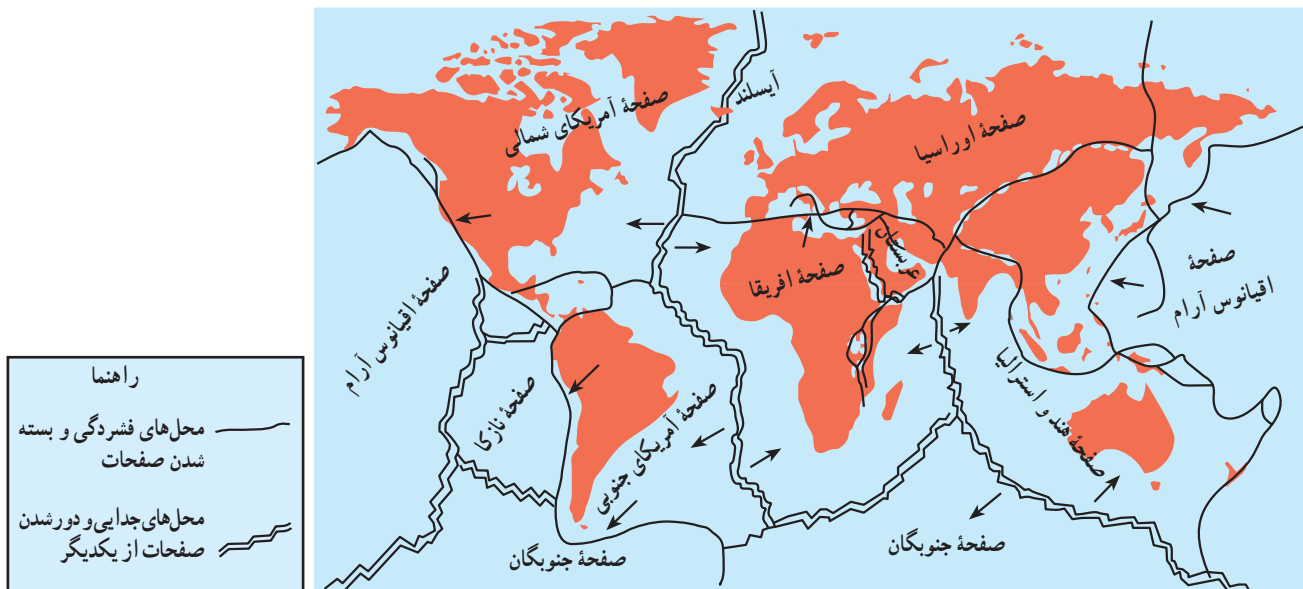 آیسلند
صفحهٔ آمریکای شمالی
صفحهٔ اوراسیا
عربستان
صفحهٔ افریقا
صفحهٔ
اقیانوس آرام
صفحهٔ اقیانوس آرام
صفحهٔ نازکا
صفحهٔ آمریکای جنوبی
صفحهٔ هند و استرالیا
صفحهٔ جنوبگان
صفحهٔ جنوبگان
راهنما
محل‌های فشردگی و بسته
شدن صفحات
محل‌های جدایی و دور شدن
صفحات از یکدیگر